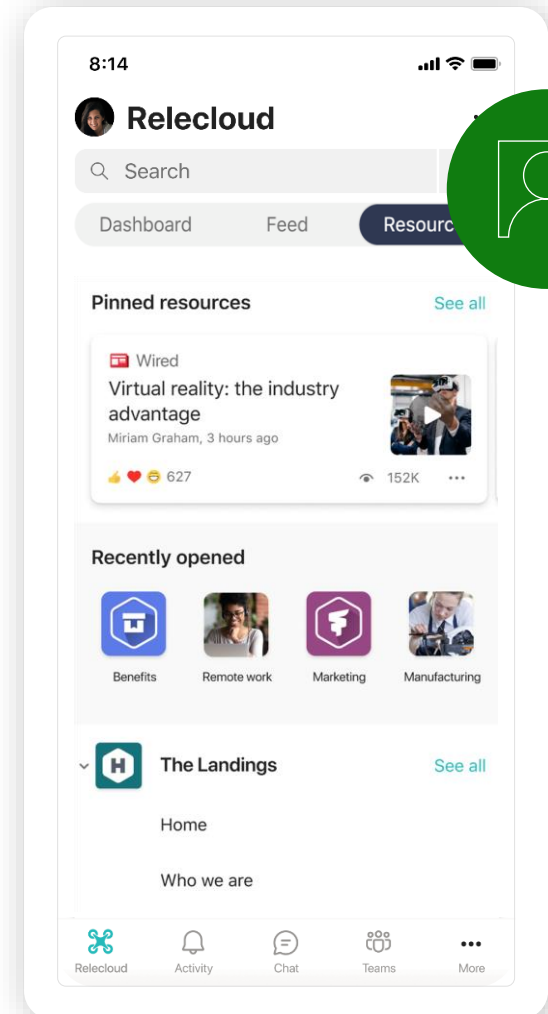 8:14
Relecloud
Search
Dashboard
Feed
Pinned resources
See all
Wired
Virtual reality: the industry
advantage
Miriam Graham, 3 hours ago
627
152K
Recently opened
Benefits
Remote work
Marketing
Manufacturing
H
The Landings
See all
Home
Who we are
Relecloud
Activity
Chat
Teams
More